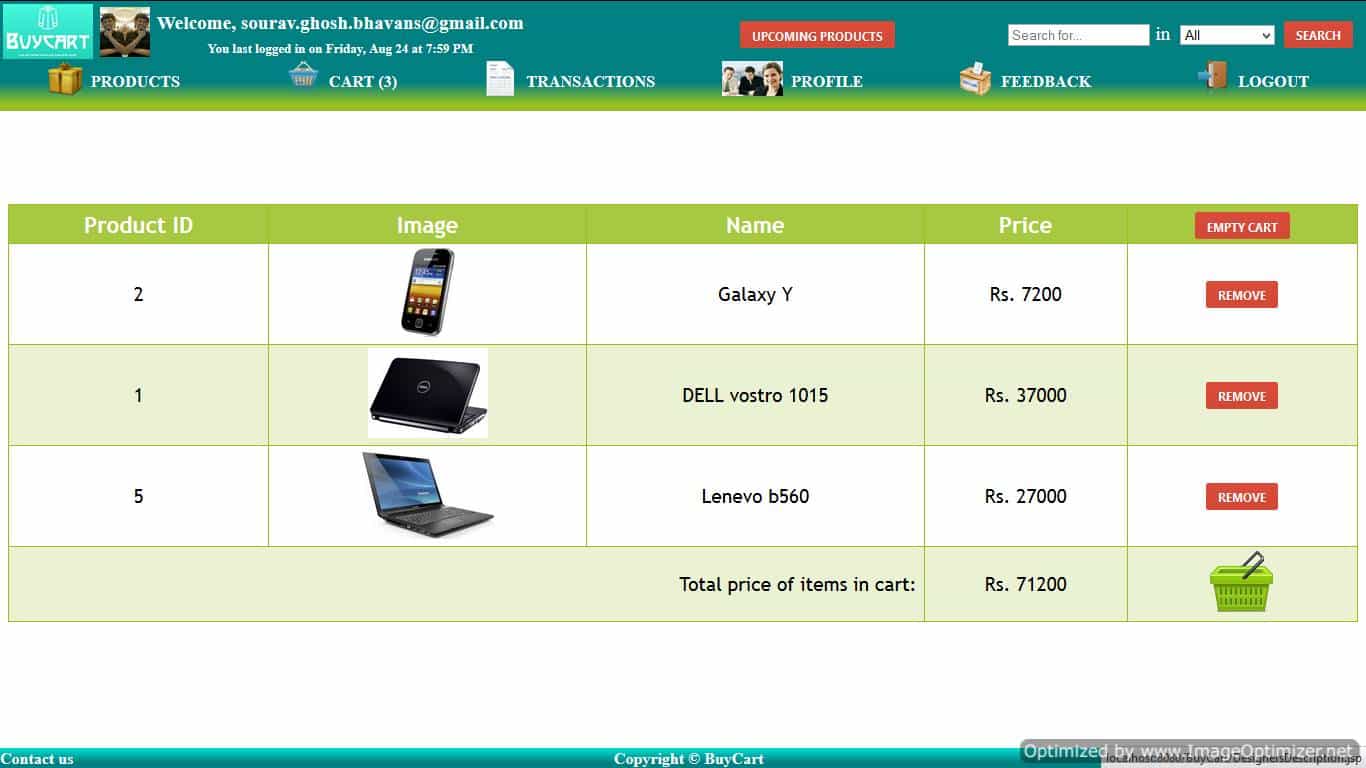 BUYCART
Welcome, sourav.ghosh.bhavans@gmail.com
You last logged in on Friday, Aug 24 at 7:59 PM
UPCOMING PRODUCTS
Search for... in All SEARCH
PRODUCTS CART (3) TRANSACTIONS PROFILE FEEDBACK LOGOUT
Product ID Image Name Price EMPTY CART
2 Galaxy Y Rs. 7200 REMOVE
1 DELL vostro 1015 Rs. 37000 REMOVE
5 Lenevo b560 Rs. 27000 REMOVE
Total price of items in cart: Rs. 71200
Contact us Copyright © BuyCart
Optimized by www.ImageOptimizer.net